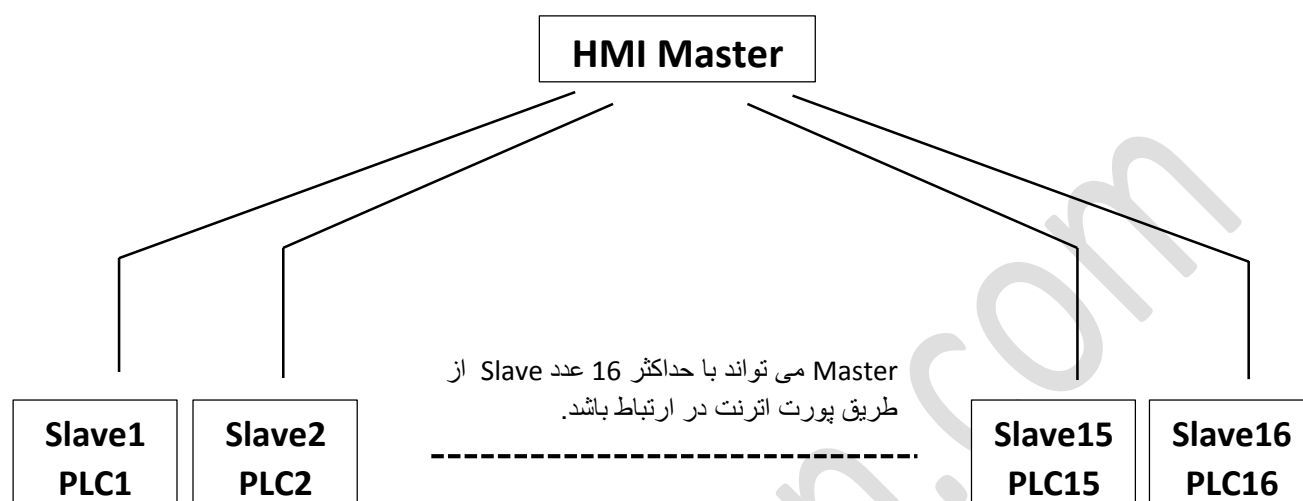 HMI Master
Master می تواند با حداکثر 16 عدد Slave از
طریق پورت اترنت در ارتباط باشد.
Slave1
PLC1
Slave2
PLC2
Slave15
PLC15
Slave16
PLC16
n.com